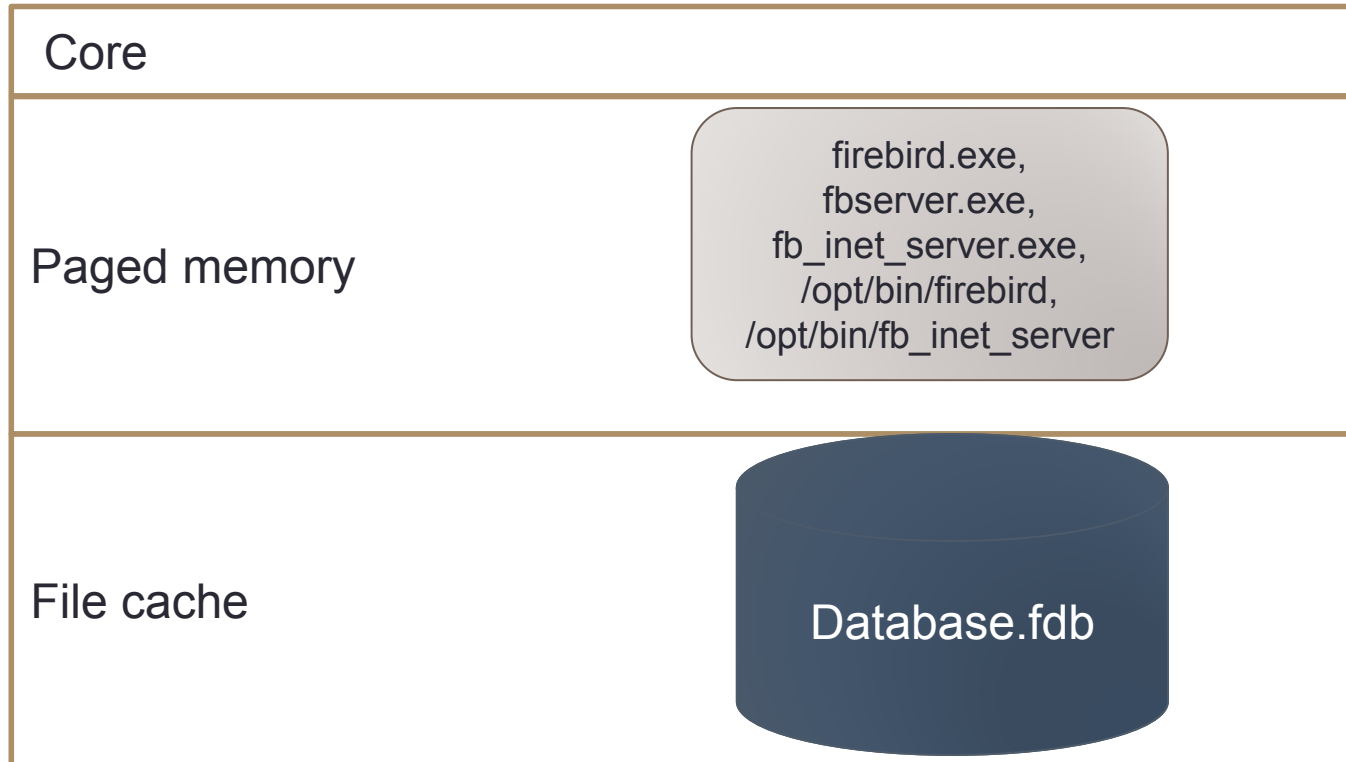 Core
Paged memory
firebird.exe,
fbserver.exe,
fb_inet_server.exe,
/opt/bin/firebird,
/opt/bin/fb_inet_server
File cache
Database.fdb